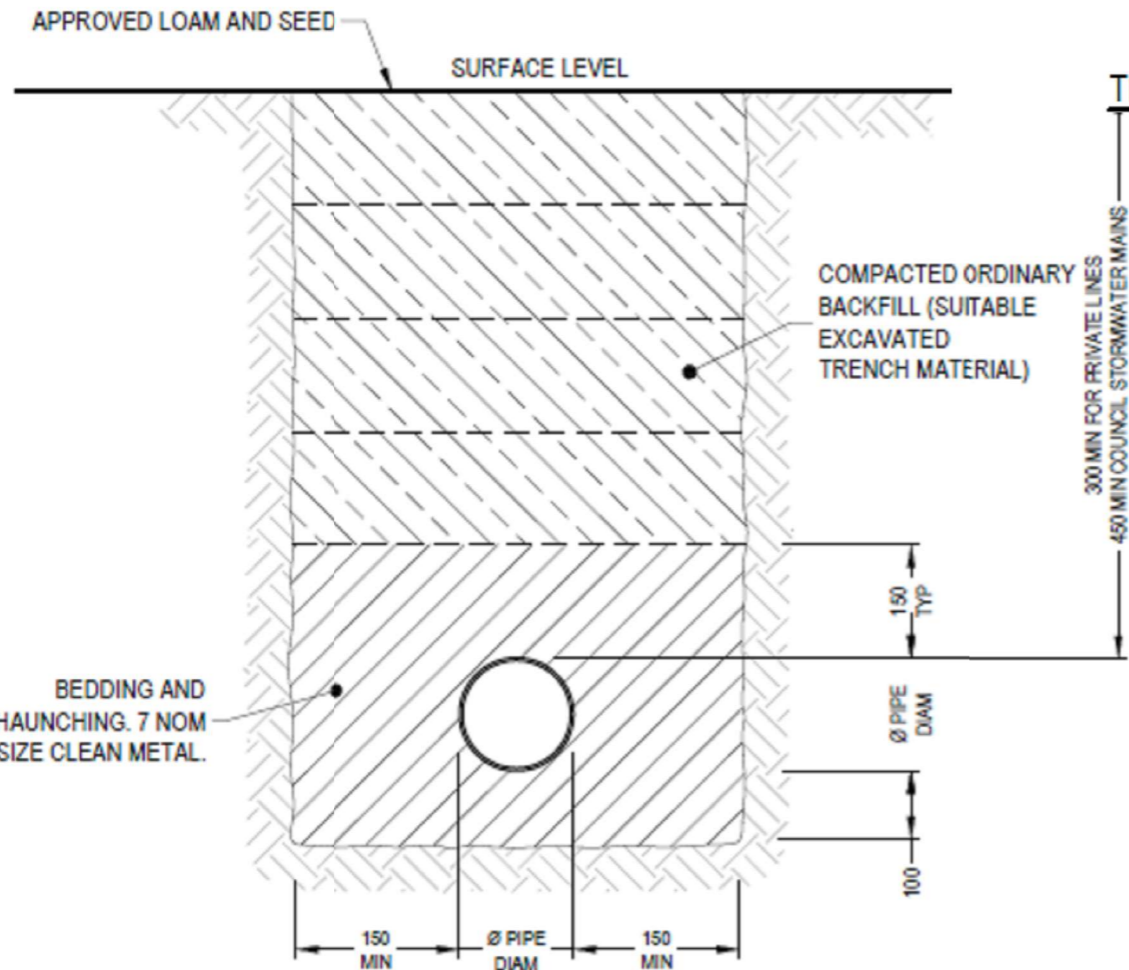 APPROVED LOAM AND SEED
SURFACE LEVEL
T
COMPACTED ORDINARY
BACKFILL (SUITABLE
EXCAVATED
TRENCH MATERIAL)
300 MIN FOR PRIVATE LINES
450 MIN COUNCIL STORMWATER MAINS
150
TYP
BEDDING AND
HAUNCHING. 7 NOM
SIZE CLEAN METAL.
Ø PIPE
DIAM
100
150
MIN
Ø PIPE
DIAM
150
MIN